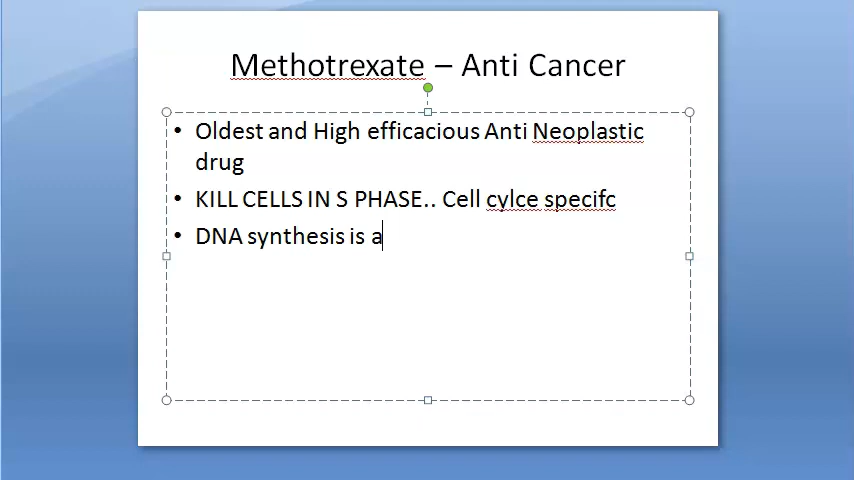 Methotrexate – Anti Cancer
• Oldest and High efficacious Anti Neoplastic
drug
• KILL CELLS IN S PHASE.. Cell cylce specifc
• DNA synthesis is a